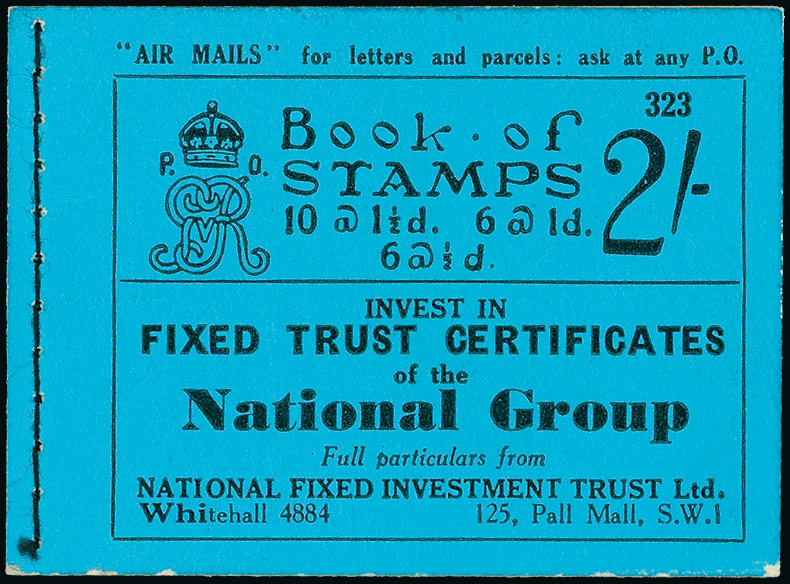 "AIR MAILS" for letters and parcels: ask at any P.O.
323
P. O.
Book · of
STAMPS
2/-
10 @ 1½d. 6 @ 1d.
6 @ ½d.
INVEST IN
FIXED TRUST CERTIFICATES
of the
National Group
Full particulars from
NATIONAL FIXED INVESTMENT TRUST Ltd.
Whitehall 4884 125, Pall Mall, S.W.1